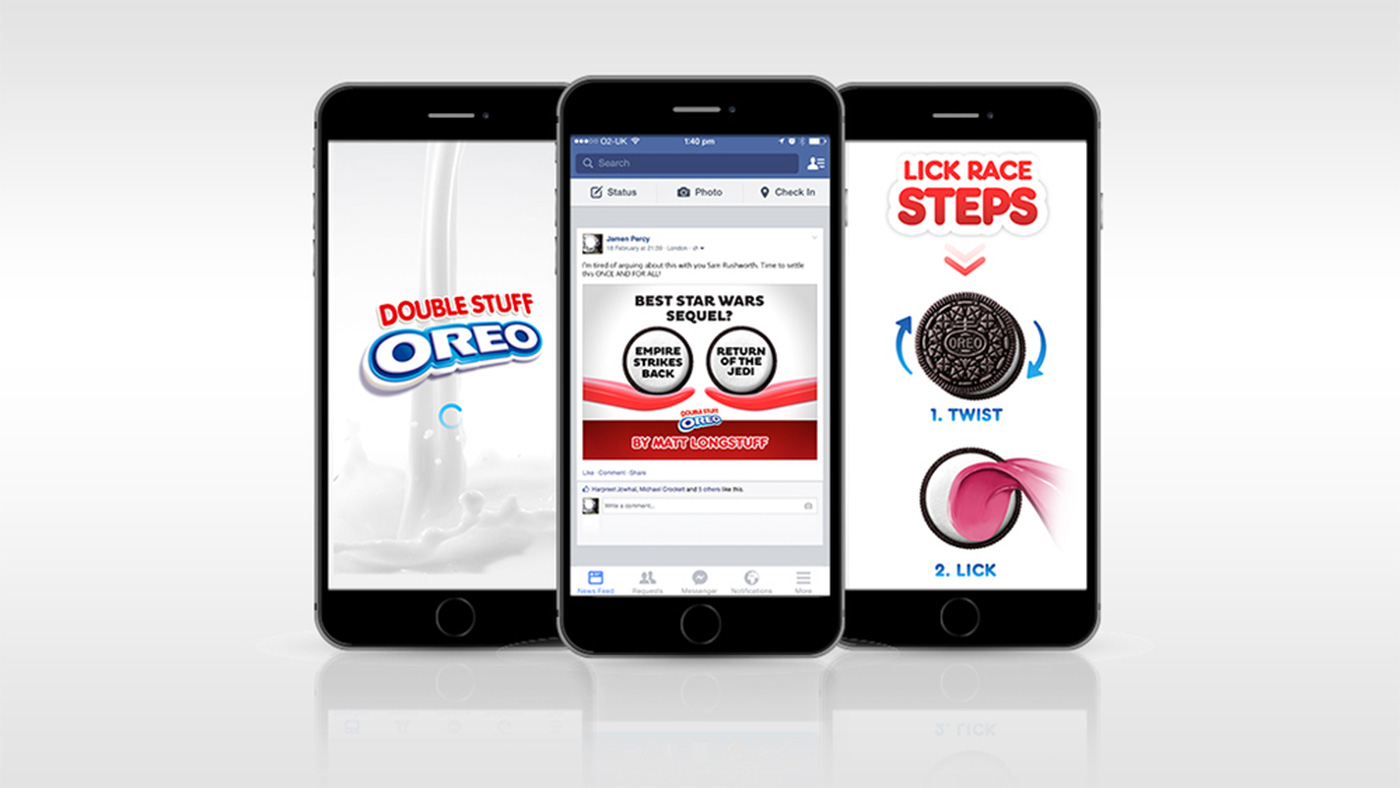 DOUBLE STUFF
OREO
O2-UK
1:40 pm
Search
Status
Photo
Check In
Jamen Percy
18 February at 21:20 · London ·
I'm tired of arguing about this with you Sam Rushworth. Time to settle
this ONCE AND FOR ALL!
BEST STAR WARS
SEQUEL?
EMPIRE
STRIKES
BACK
RETURN
OF THE
JEDI
DOUBLE STUFF
OREO
BY MATT LONGSTUFF
Like · Comment · Share
Harpreet Jowhal, Michael Crockett and 5 others like this.
Write a comment...
News Feed
Requests
Messenger
Notifications
More
LICK RACE
STEPS
OREO
1. TWIST
2. LICK